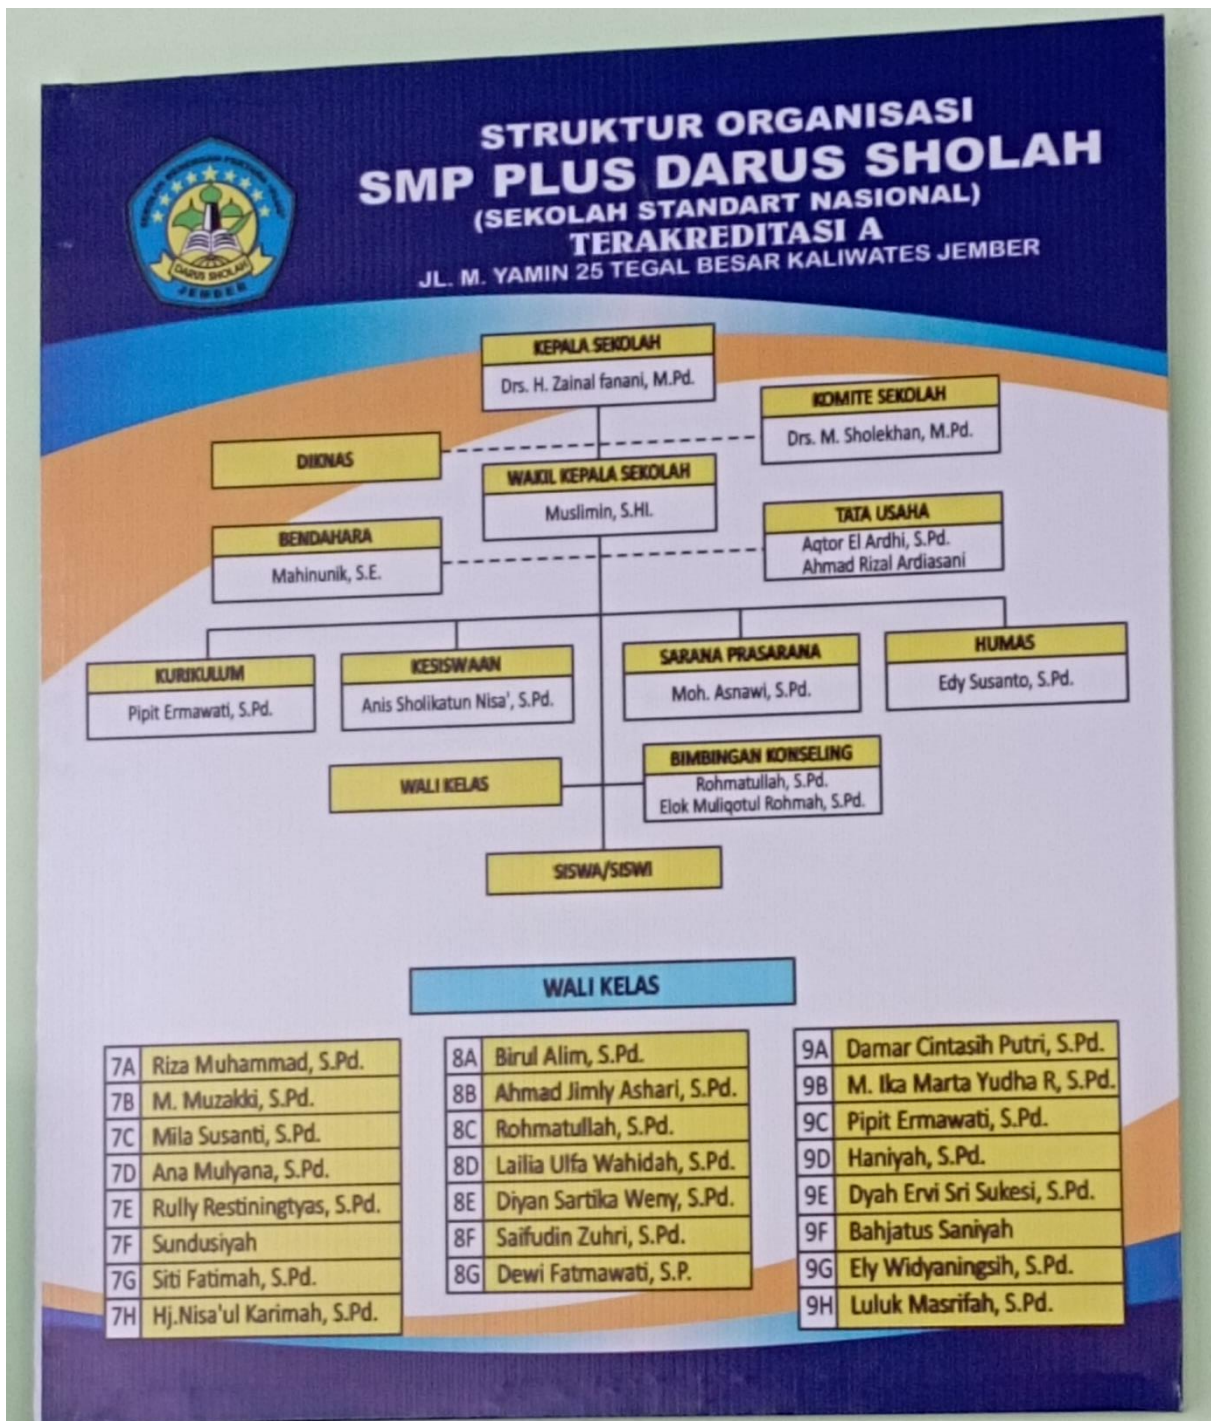 STRUKTUR ORGANISASI
SMP PLUS DARUS SHOLAH
(SEKOLAH STANDART NASIONAL)
TERAKREDITASI A
JL. M. YAMIN 25 TEGAL BESAR KALIWATES JEMBER
DARUS SHOLAH
JEMBER
KEPALA SEKOLAH
Drs. H. Zainal fanani, M.Pd.
KOMITE SEKOLAH
Drs. M. Sholekhan, M.Pd.
DIKNAS
WAKIL KEPALA SEKOLAH
Muslimin, S.HI.
BENDAHARA
Mahinunik, S.E.
TATA USAHA
Aqtor El Ardhi, S.Pd.
Ahmad Rizal Ardiasani
KURIKULUM
Pipit Ermawati, S.Pd.
KESISWAAN
Anis Sholikatun Nisa', S.Pd.
SARANA PRASARANA
Moh. Asnawi, S.Pd.
HUMAS
Edy Susanto, S.Pd.
WALI KELAS
BIMBINGAN KONSELING
Rohmatullah, S.Pd.
Elok Muliqotul Rohmah, S.Pd.
SISWA/SISWI
WALI KELAS
7A Riza Muhammad, S.Pd.
7B M. Muzakki, S.Pd.
7C Mila Susanti, S.Pd.
7D Ana Mulyana, S.Pd.
7E Rully Restiningtyas, S.Pd.
7F Sundusiyah
7G Siti Fatimah, S.Pd.
7H Hj.Nisa'ul Karimah, S.Pd.
8A Birul Alim, S.Pd.
8B Ahmad Jimly Ashari, S.Pd.
8C Rohmatullah, S.Pd.
8D Lailia Ulfa Wahidah, S.Pd.
8E Diyan Sartika Weny, S.Pd.
8F Saifudin Zuhri, S.Pd.
8G Dewi Fatmawati, S.P.
9A Damar Cintasih Putri, S.Pd.
9B M. Ika Marta Yudha R, S.Pd.
9C Pipit Ermawati, S.Pd.
9D Haniyah, S.Pd.
9E Dyah Ervi Sri Sukesi, S.Pd.
9F Bahjatus Saniyah
9G Ely Widyaningsih, S.Pd.
9H Luluk Masrifah, S.Pd.